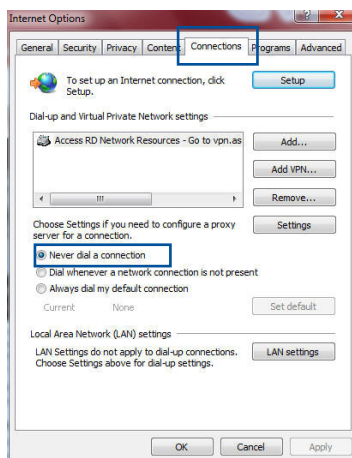 Internet Options
General Security Privacy Content Connections Programs Advanced
To set up an Internet connection, click
Setup.
Setup
Dial-up and Virtual Private Network settings
Access RD Network Resources - Go to vpn.as
Add...
Add VPN...
Remove...
Choose Settings if you need to configure a proxy
server for a connection.
Settings
Never dial a connection
Dial whenever a network connection is not present
Always dial my default connection
Current None
Set default
Local Area Network (LAN) settings
LAN Settings do not apply to dial-up connections.
Choose Settings above for dial-up settings.
LAN settings
OK Cancel Apply